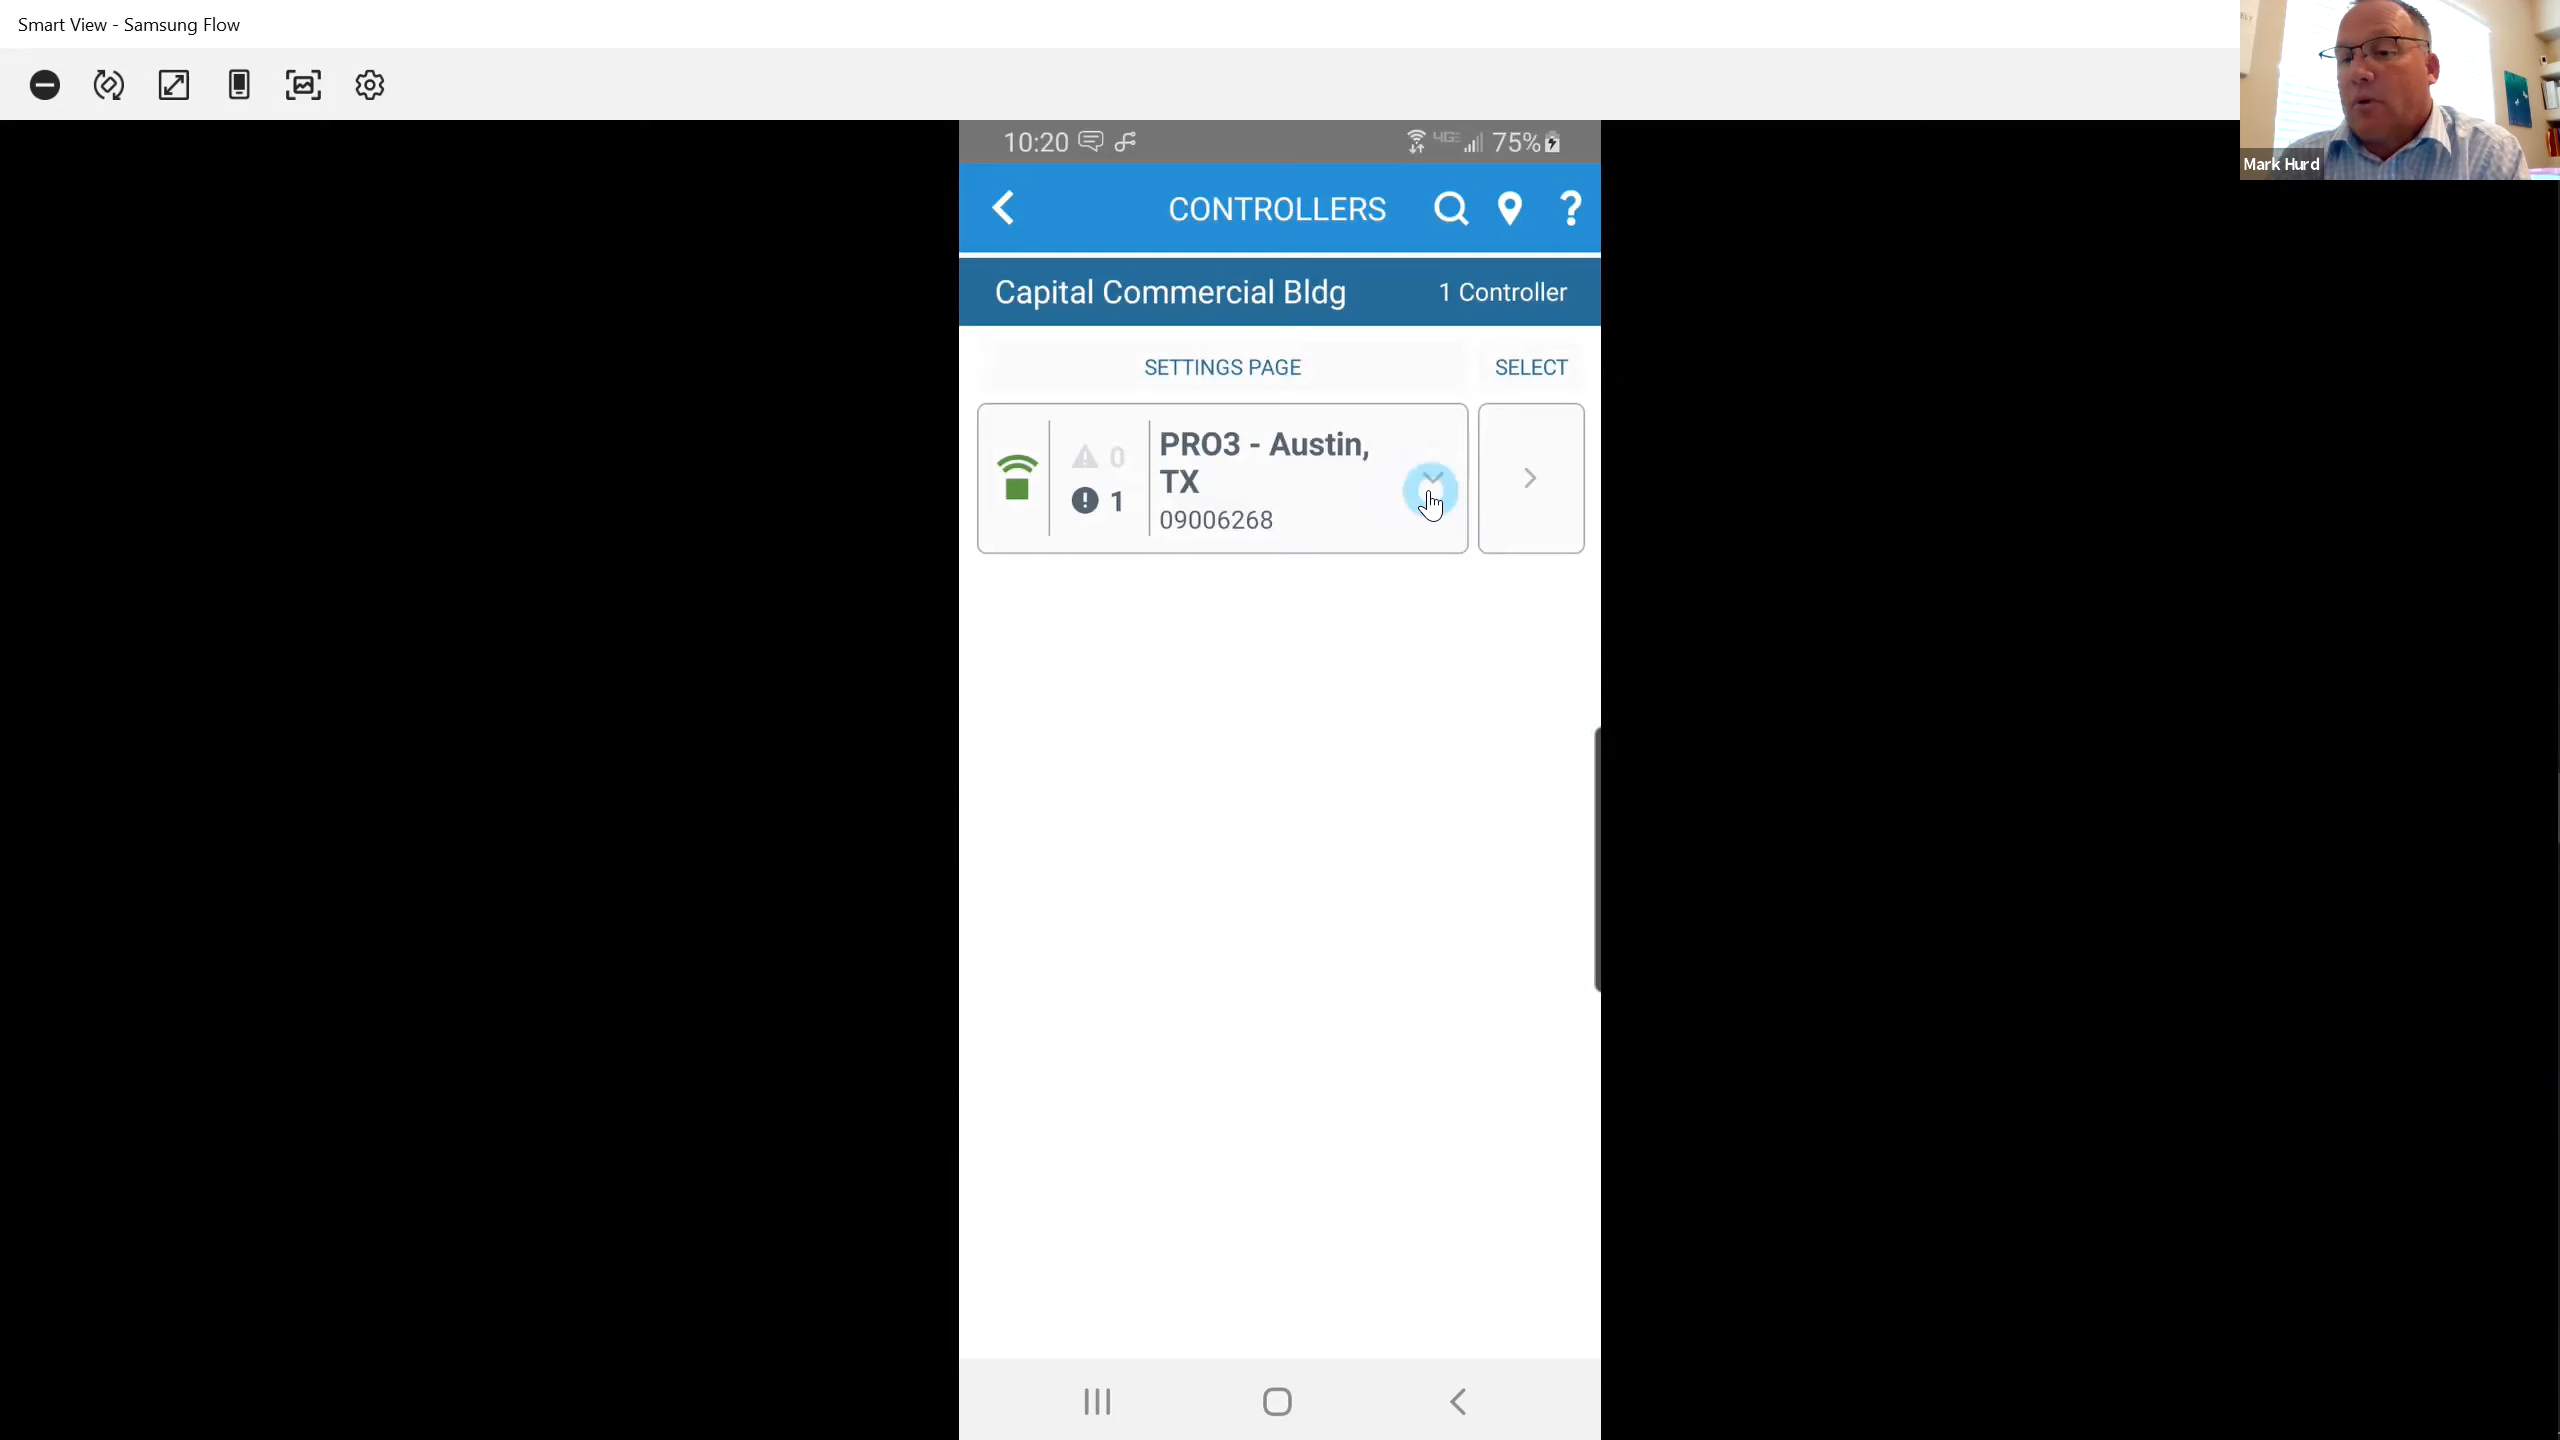 Smart View - Samsung Flow
Mark Hurd
10:20
4GE 75%
CONTROLLERS
?
Capital Commercial Bldg
1 Controller
SETTINGS PAGE
SELECT
0
PRO3 - Austin,
TX
1
09006268